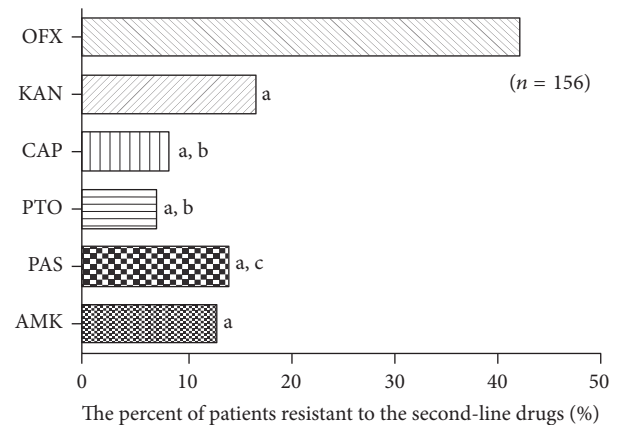 OFX
(n = 156)
KAN
a
CAP
a, b
PTO
a, b
PAS
a, c
AMK
a
0 10 20 30 40 50
The percent of patients resistant to the second-line drugs (%)